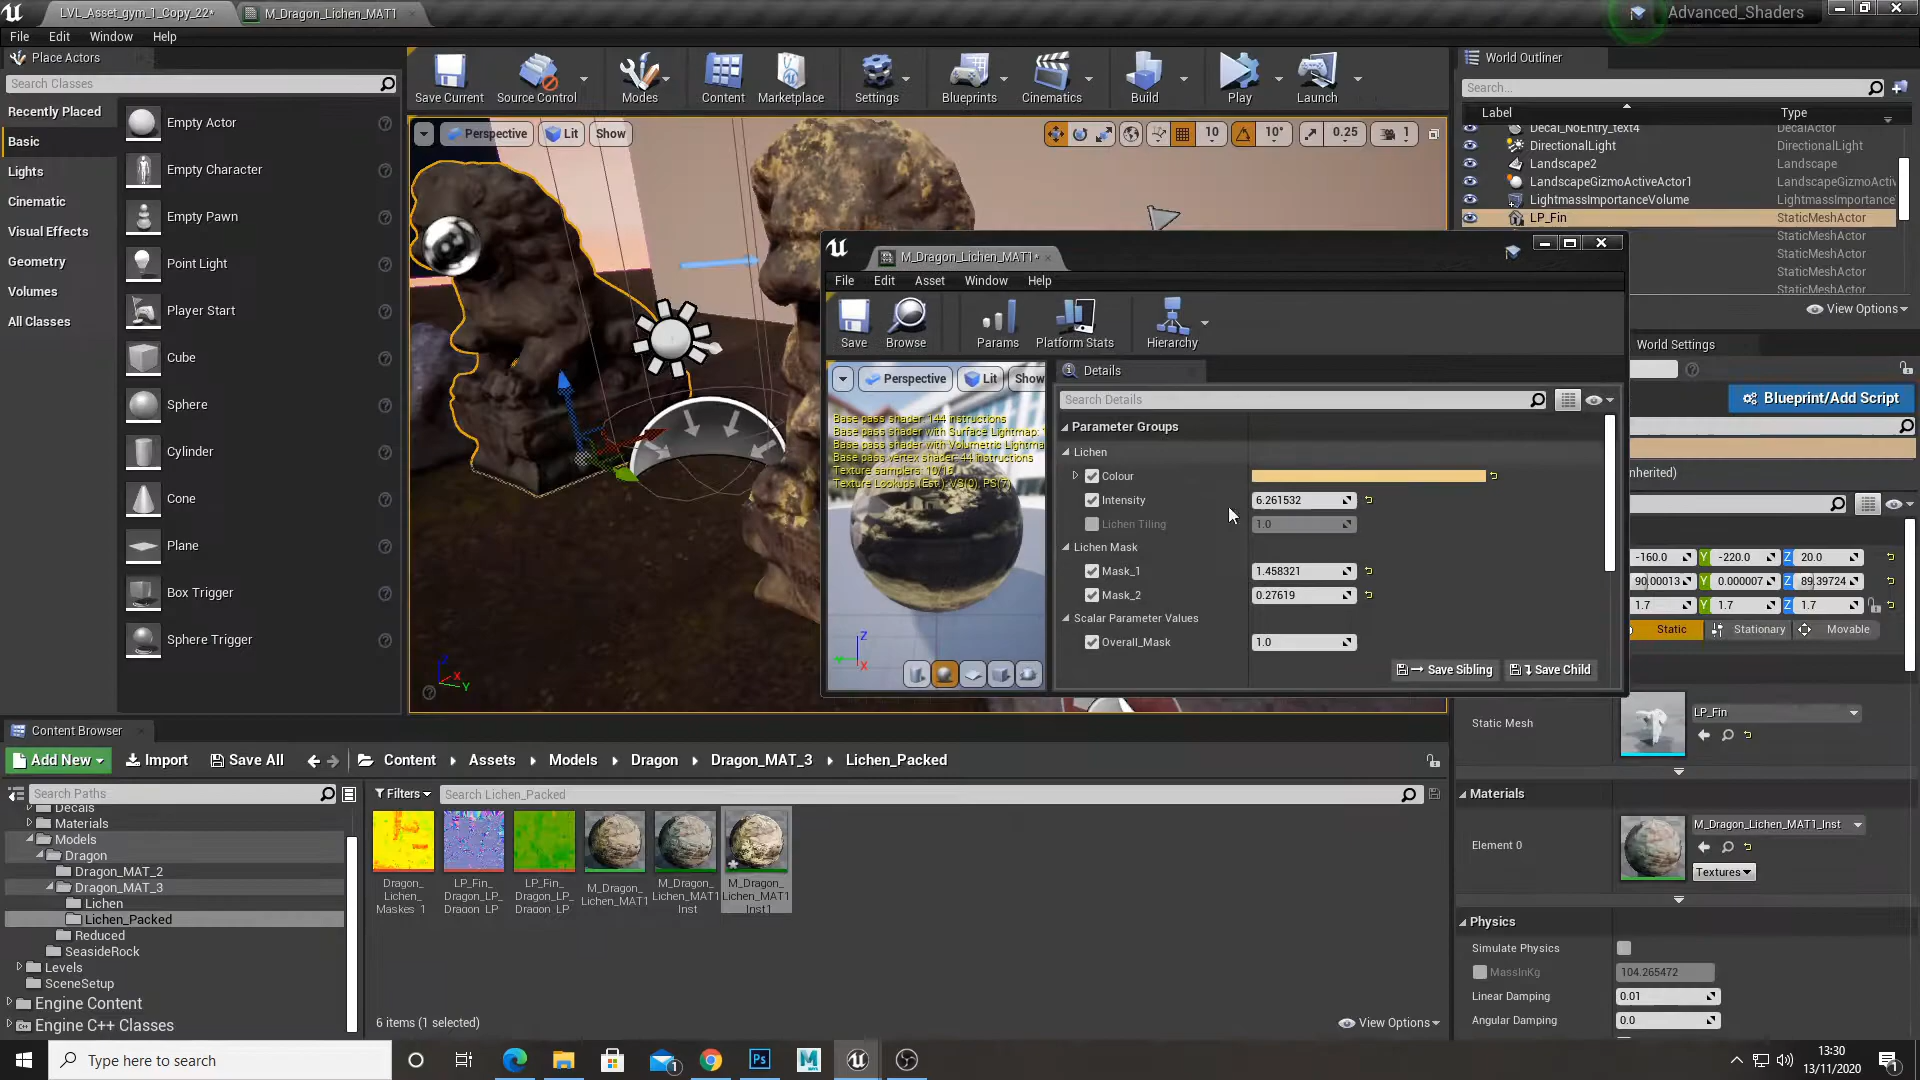 LVL_Asset_gym_1_Copy_22*
M_Dragon_Lichen_MAT1
Advanced_Shaders
File Edit Window Help
Place Actors
Search Classes
Recently Placed
Basic
Lights
Cinematic
Visual Effects
Geometry
Volumes
All Classes
Empty Actor
Empty Character
Empty Pawn
Point Light
Player Start
Cube
Sphere
Cylinder
Cone
Plane
Box Trigger
Sphere Trigger
Save Current Source Control Modes Content Marketplace Settings Blueprints Cinematics Build Play Launch
Perspective Lit Show
10 10° 0.25 1
World Outliner
Search...
Label Type
Decal_NoEntry_text4 DecalActor
DirectionalLight DirectionalLight
Landscape2 Landscape
LandscapeGizmoActiveActor1 LandscapeGizmoActiv
LightmassImportanceVolume LightmassImportance
LP_Fin StaticMeshActor
StaticMeshActor
StaticMeshActor
StaticMeshActor
StaticMeshActor
View Options
World Settings
Blueprint/Add Script
nherited)
-160.0 Y -220.0 Z 20.0
90.00013 Y 0.000007 Z 89.39724
1.7 Y 1.7 Z 1.7
Static Stationary Movable
M_Dragon_Lichen_MAT1*
File Edit Asset Window Help
Save Browse Params Platform Stats Hierarchy
Perspective Lit Show
Base pass shader: 144 instructions
Base pass shader with Surface Lightmap: 1
Base pass shader with Volumetric Lightma
Base pass vertex shader: 44 instructions
Texture samplers: 10/16
Texture Lookups (Est.): VS(0), PS(7)
Z
Y
X
Details
Search Details
Parameter Groups
Lichen
Colour
Intensity 6.261532
Lichen Tiling 1.0
Lichen Mask
Mask_1 1.458321
Mask_2 0.27619
Scalar Parameter Values
Overall_Mask 1.0
Save Sibling Save Child
Z
X
Y
Static Mesh LP_Fin
Materials
Element 0 M_Dragon_Lichen_MAT1_Inst
Textures
Physics
Simulate Physics
MassInKg 104.265472
Linear Damping 0.01
Angular Damping 0.0
Content Browser
Add New Import Save All Content Assets Models Dragon Dragon_MAT_3 Lichen_Packed
Search Paths
Filters Search Lichen_Packed
Decals
Materials
Models
Dragon
Dragon_MAT_2
Dragon_MAT_3
Lichen
Lichen_Packed
Reduced
SeasideRock
Levels
SceneSetup
Engine Content
Engine C++ Classes
Dragon_
Lichen_
Maskes_1
LP_Fin_
Dragon_LP_
Dragon_LP
LP_Fin_
Dragon_LP_
Dragon_LP
M_Dragon_
Lichen_MAT1
M_Dragon_
Lichen_MAT1
Inst
M_Dragon_
Lichen_MAT1
Inst1
6 items (1 selected)
View Options
Type here to search
1
Ps
13:30
13/11/2020
1